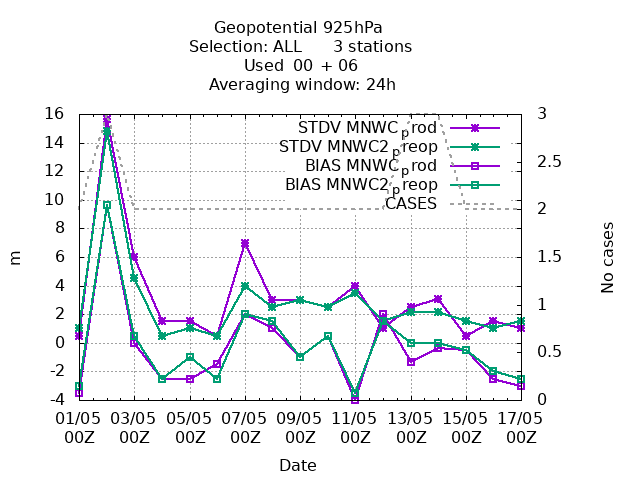 Geopotential 925hPa
Selection: ALL 3 stations
Used 00 + 06
Averaging window: 24h
STDV MNWC_prod
STDV MNWC2_preop
BIAS MNWC_prod
BIAS MNWC2_preop
CASES
16
14
12
10
8
6
4
2
0
-2
-4
m
3
2.5
2
1.5
1
0.5
0
No cases
01/05 03/05 05/05 07/05 09/05 11/05 13/05 15/05 17/05
00Z 00Z 00Z 00Z 00Z 00Z 00Z 00Z 00Z
Date